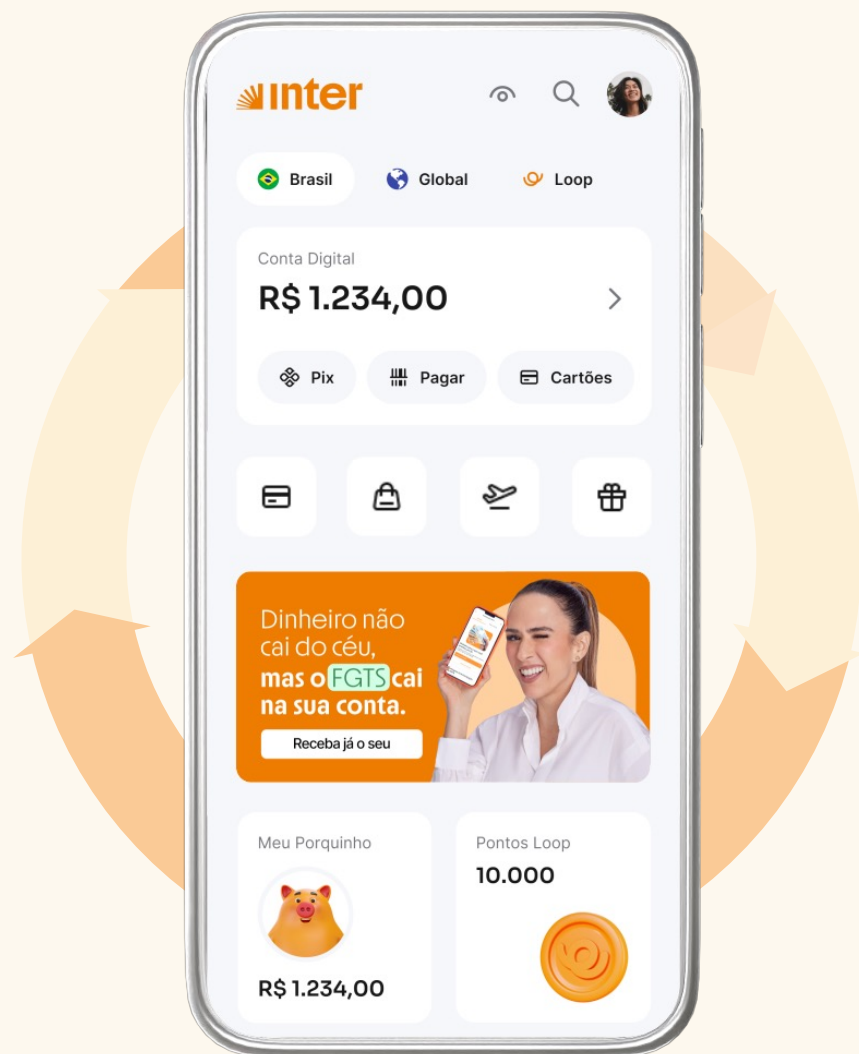 inter
Brasil
Global
Loop
Conta Digital
R$ 1.234,00
Pix
Pagar
Cartões
Dinheiro não
cai do céu,
mas o FGTS cai
na sua conta.
Receba já o seu
Meu Porquinho
Pontos Loop
10.000
R$ 1.234,00